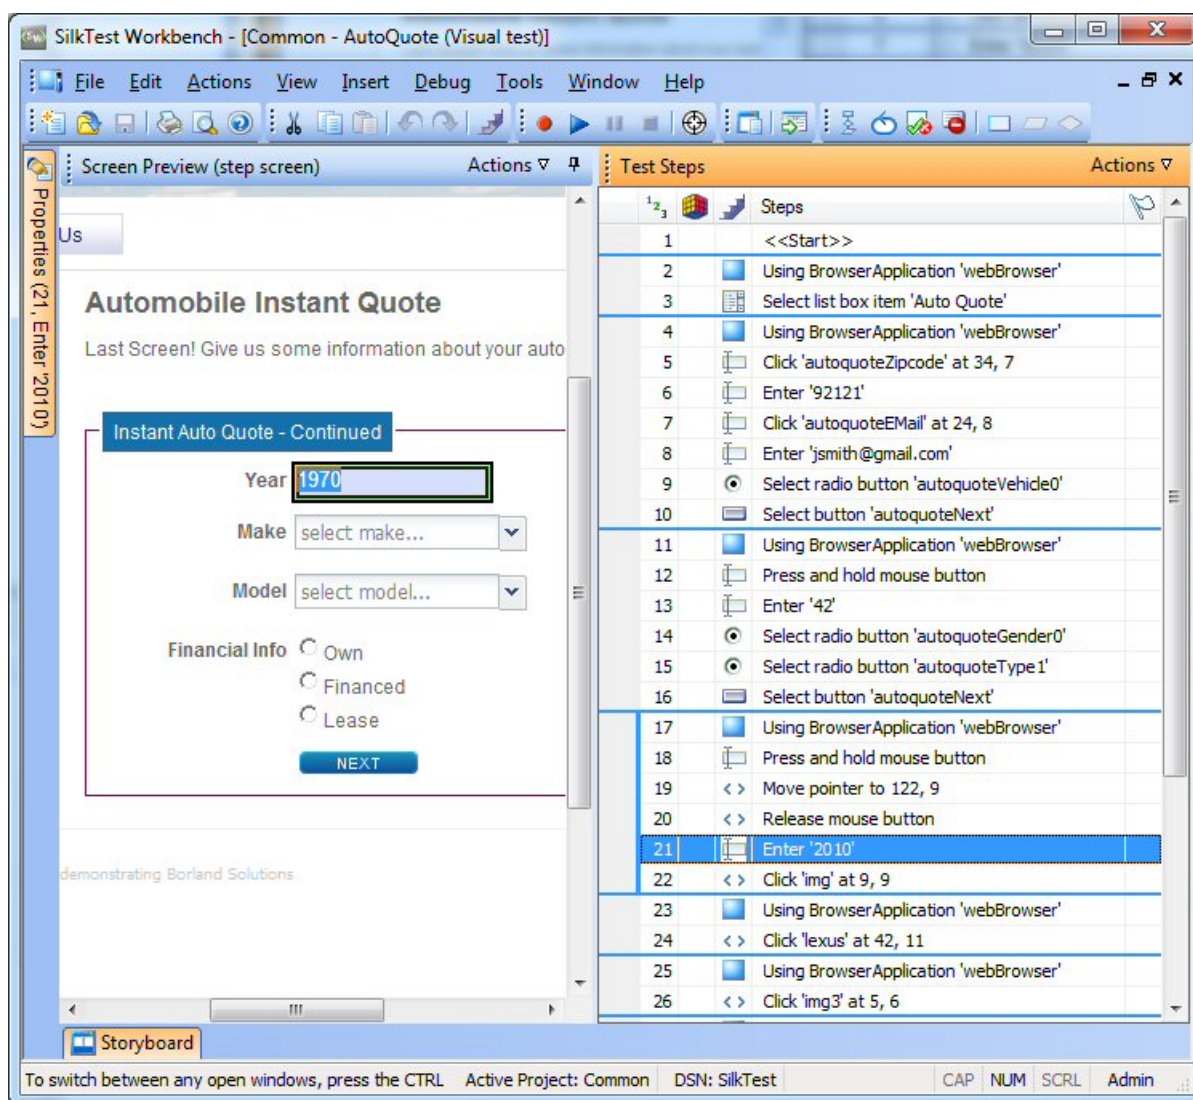 SilkTest Workbench - [Common - AutoQuote (Visual test)]
File Edit Actions View Insert Debug Tools Window Help
Properties (21, Enter '2010')
Screen Preview (step screen) Actions
Us
Automobile Instant Quote
Last Screen! Give us some information about your auto
Instant Auto Quote - Continued
Year 1970
Make select make...
Model select model...
Financial Info Own
Financed
Lease
NEXT
demonstrating Borland Solutions
Test Steps Actions
Steps
1 <<Start>>
2 Using BrowserApplication 'webBrowser'
3 Select list box item 'Auto Quote'
4 Using BrowserApplication 'webBrowser'
5 Click 'autoquoteZipcode' at 34, 7
6 Enter '92121'
7 Click 'autoquoteEMail' at 24, 8
8 Enter 'jsmith@gmail.com'
9 Select radio button 'autoquoteVehicle0'
10 Select button 'autoquoteNext'
11 Using BrowserApplication 'webBrowser'
12 Press and hold mouse button
13 Enter '42'
14 Select radio button 'autoquoteGender0'
15 Select radio button 'autoquoteType1'
16 Select button 'autoquoteNext'
17 Using BrowserApplication 'webBrowser'
18 Press and hold mouse button
19 Move pointer to 122, 9
20 Release mouse button
21 Enter '2010'
22 Click 'img' at 9, 9
23 Using BrowserApplication 'webBrowser'
24 Click 'lexus' at 42, 11
25 Using BrowserApplication 'webBrowser'
26 Click 'img3' at 5, 6
Storyboard
To switch between any open windows, press the CTRL Active Project: Common DSN: SilkTest CAP NUM SCRL Admin